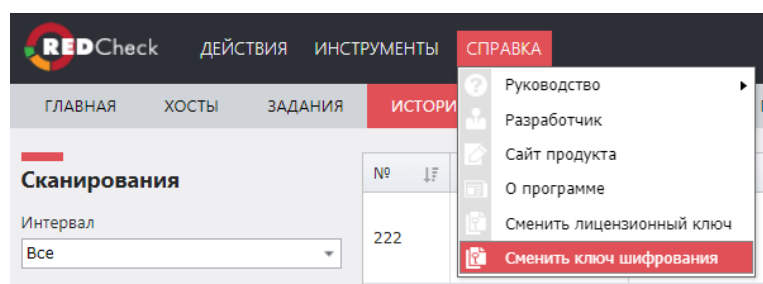 REDCheck ДЕЙСТВИЯ ИНСТРУМЕНТЫ СПРАВКА
ГЛАВНАЯ ХОСТЫ ЗАДАНИЯ ИСТОРИ
Руководство
Разработчик
Сайт продукта
О программе
Сменить лицензионный ключ
Сменить ключ шифрования
Сканирования
Интервал
Все
№
222